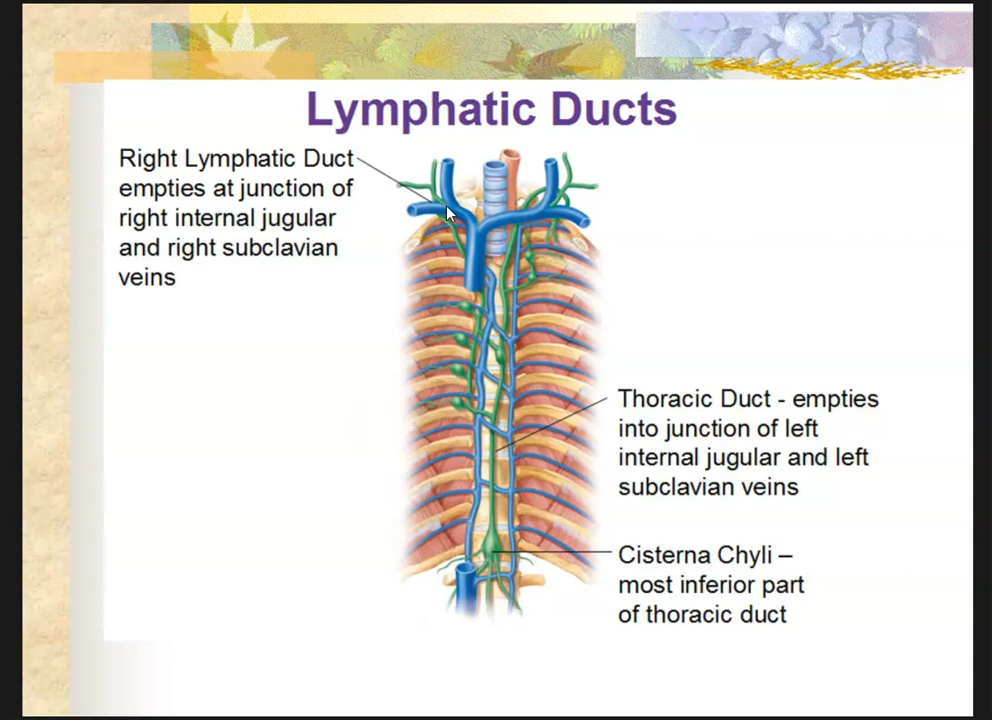 Lymphatic Ducts
Right Lymphatic Duct
empties at junction of
right internal jugular
and right subclavian
veins
Thoracic Duct - empties
into junction of left
internal jugular and left
subclavian veins
Cisterna Chyli –
most inferior part
of thoracic duct